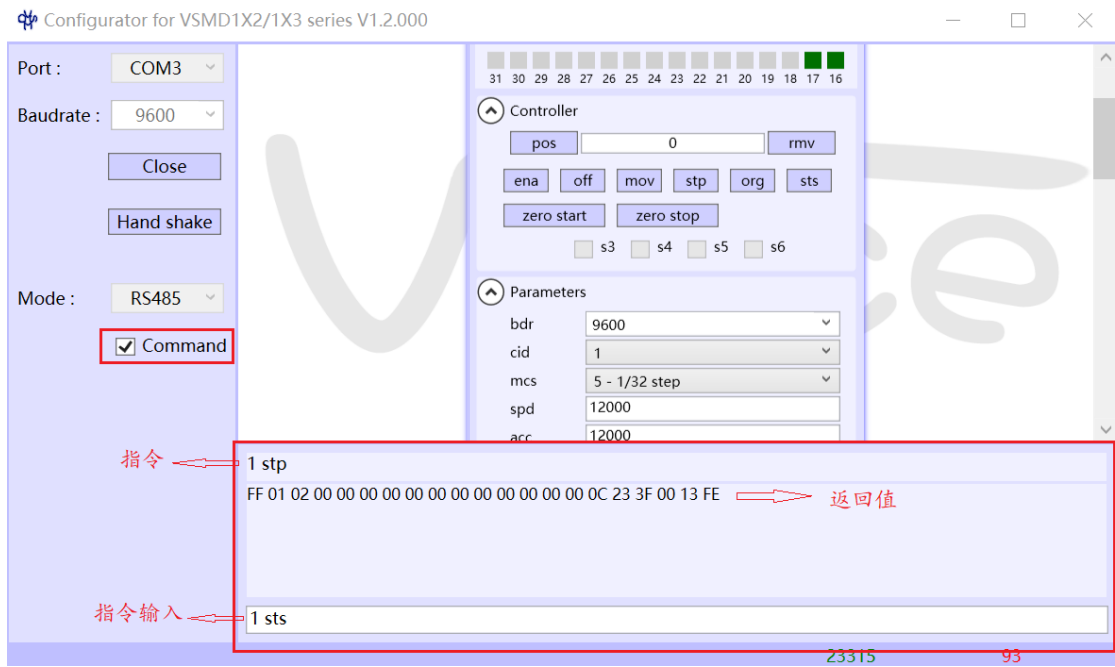 Configurator for VSMD1X2/1X3 series V1.2.000
Port : COM3
Baudrate : 9600
Close
Hand shake
Mode : RS485
Command
31 30 29 28 27 26 25 24 23 22 21 20 19 18 17 16
Controller
pos 0 rmv
ena off mov stp org sts
zero start zero stop
s3 s4 s5 s6
Parameters
bdr 9600
cid 1
mcs 5 - 1/32 step
spd 12000
acc 12000
指令 1 stp
FF 01 02 00 00 00 00 00 00 00 00 00 00 00 00 0C 23 3F 00 13 FE 返回值
指令输入 1 sts
23315 93